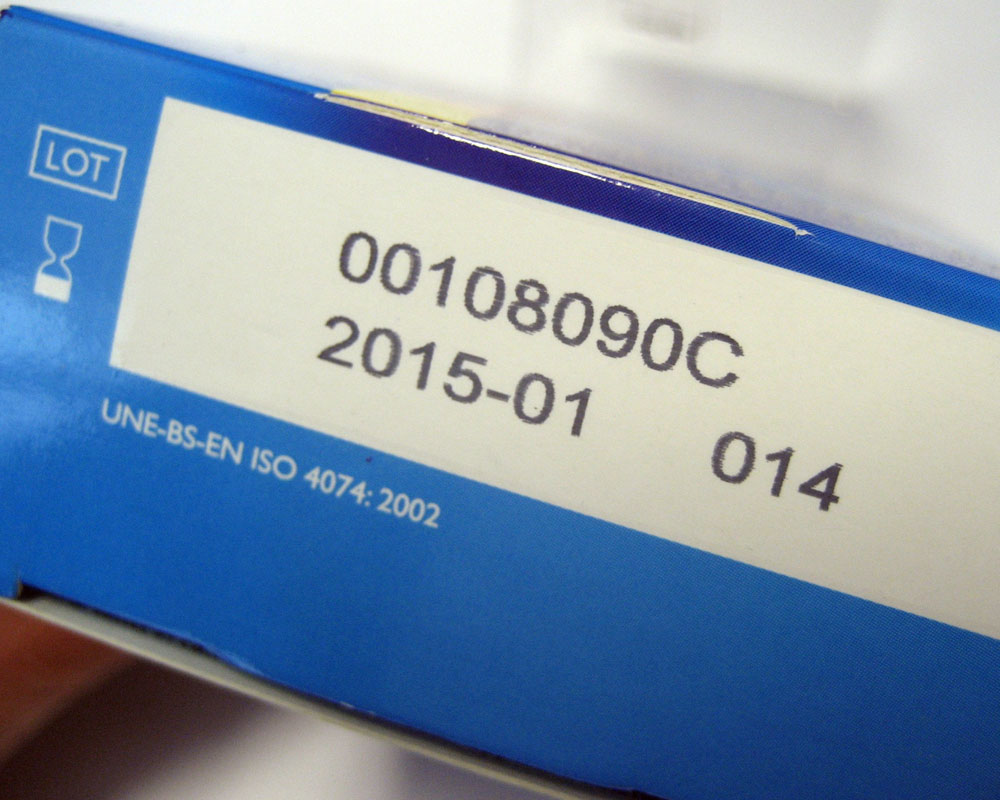 LOT
00108090C
2015-01 014
UNE-BS-EN ISO 4074: 2002